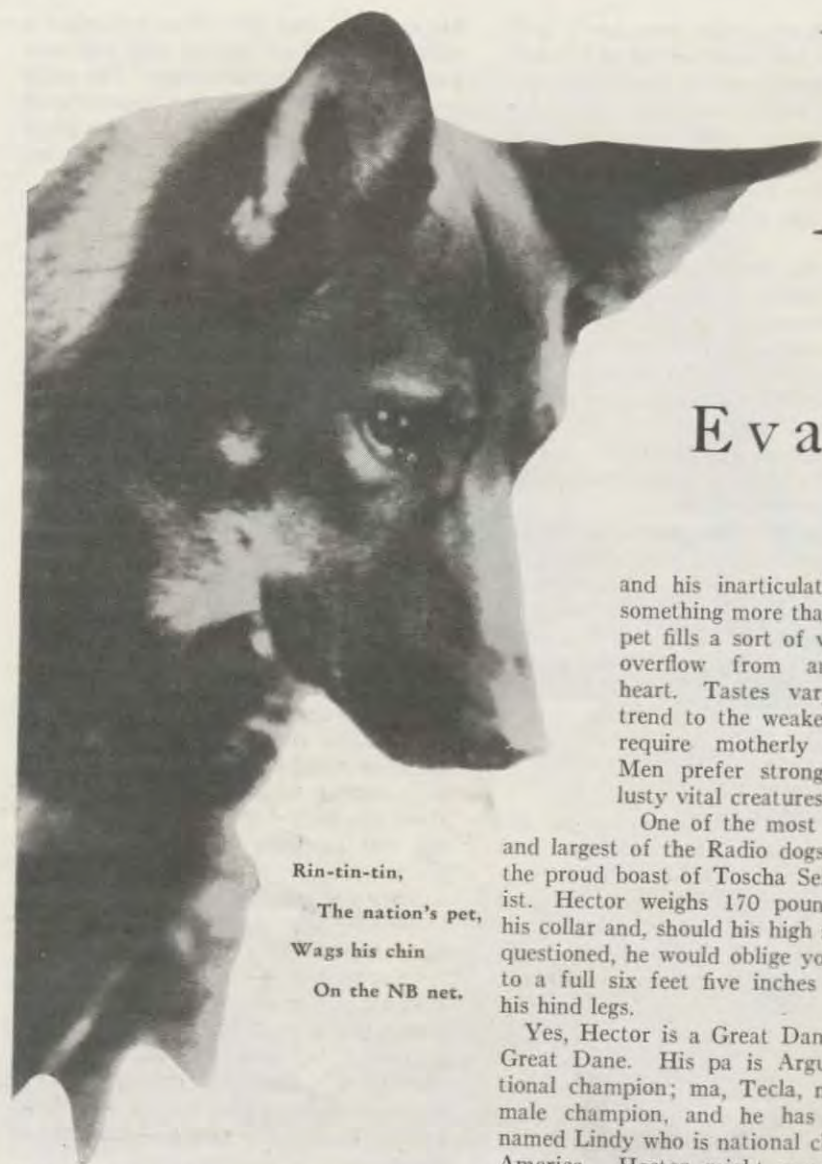 Eva
and his inarticulat
something more tha
pet fills a sort of v
overflow from a
heart. Tastes var
trend to the weake
require motherly
Men prefer strong
lusty vital creatures
One of the most
and largest of the Radio dogs
the proud boast of Toscha Se
ist. Hector weighs 170 poun
his collar and, should his high
questioned, he would oblige yo
to a full six feet five inches
his hind legs.
Yes, Hector is a Great Dan
Great Dane. His pa is Argu
tional champion; ma, Tecla, r
male champion, and he has
named Lindy who is national c
Rin-tin-tin,
The nation's pet,
Wags his chin
On the NB net.